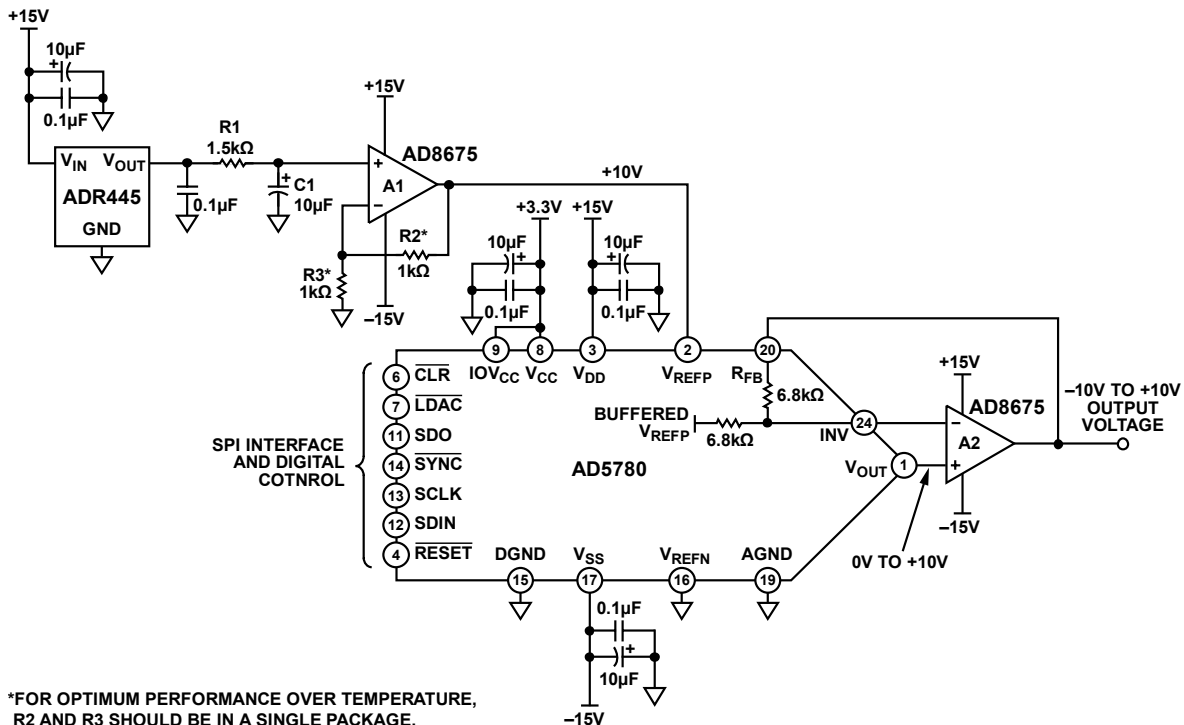 +15V
10µF
+
0.1µF
VIN VOUT
ADR445
GND
R1
1.5kΩ
0.1µF
+
C1
10µF
+15V
AD8675
+
A1
–
R2*
1kΩ
R3*
1kΩ
–15V
+10V
+3.3V
10µF
+
0.1µF
+15V
10µF
+
0.1µF
9
8
3
2
20
IOVCC
VCC
VDD
VREFP
RFB
6 CLR
7 LDAC
11 SDO
14 SYNC
13 SCLK
12 SDIN
4 RESET
SPI INTERFACE
AND DIGITAL
COTNROL
BUFFERED
VREFP
6.8kΩ
6.8kΩ
24
INV
AD5780
VOUT
1
+15V
AD8675
–
A2
+
–15V
–10V TO +10V
OUTPUT
VOLTAGE
0V TO +10V
DGND
VSS
VREFN
AGND
15
17
16
19
0.1µF
+
10µF
–15V
*FOR OPTIMUM PERFORMANCE OVER TEMPERATURE,
R2 AND R3 SHOULD BE IN A SINGLE PACKAGE.